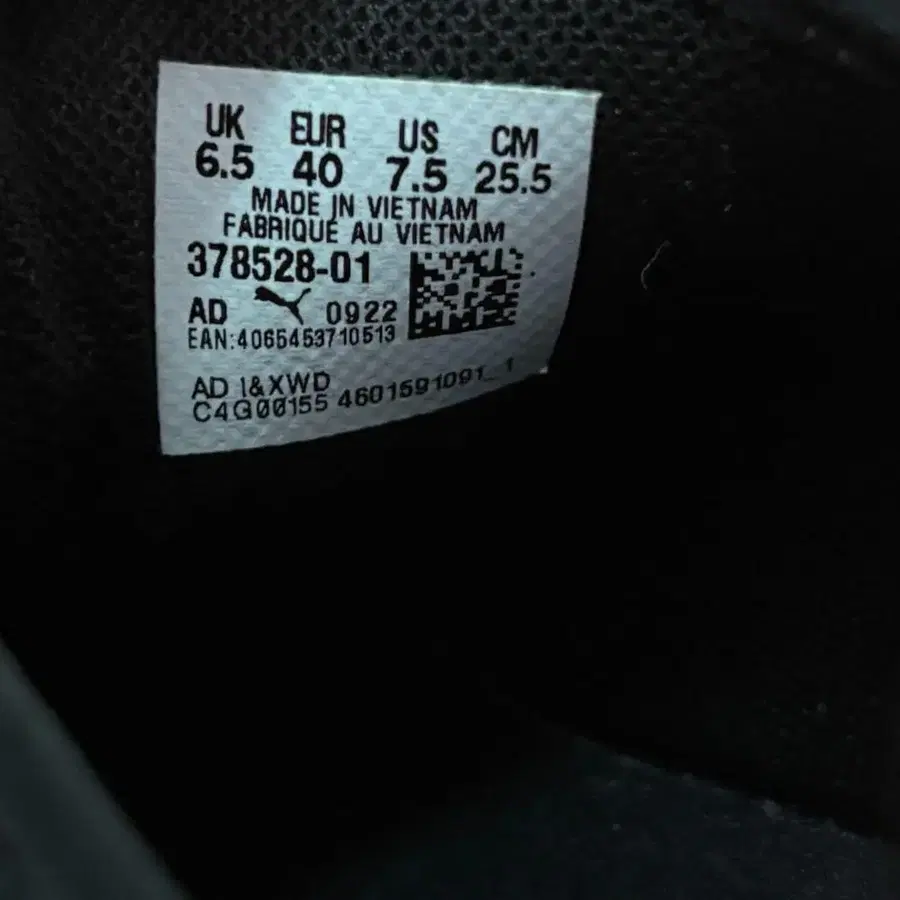 UK EUR US CM
6.5 40 7.5 25.5
MADE IN VIETNAM
FABRIQUÉ AU VIETNAM
378528-01
AD 0922
EAN:4065453710513
AD I&XWD
C4G00155 4601591091_1